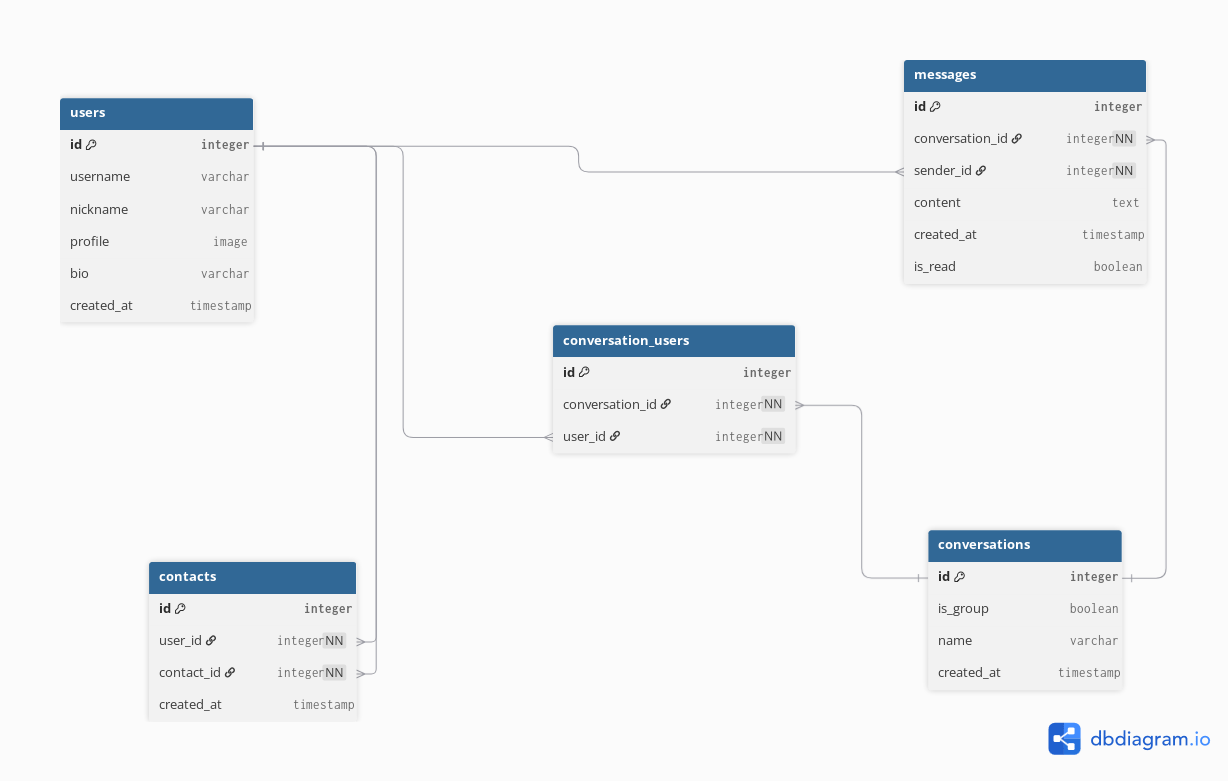 users
id integer
username varchar
nickname varchar
profile image
bio varchar
created_at timestamp
messages
id integer
conversation_id integer NN
sender_id integer NN
content text
created_at timestamp
is_read boolean
conversation_users
id integer
conversation_id integer NN
user_id integer NN
contacts
id integer
user_id integer NN
contact_id integer NN
created_at timestamp
conversations
id integer
is_group boolean
name varchar
created_at timestamp
dbdiagram.io